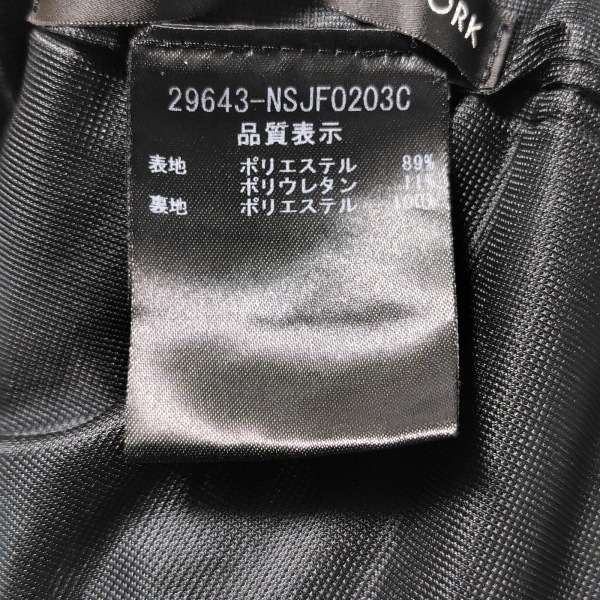 ORK
29643-NSJF0203C
品質表示
表地 ポリエステル 89%
ポリウレタン 11%
裏地 ポリエステル 100%